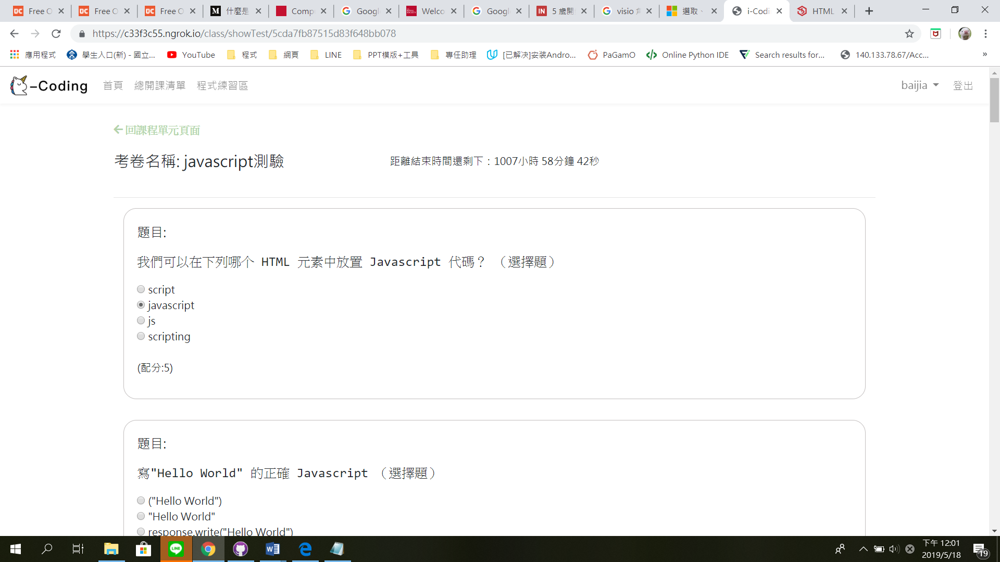 Free O
Free O
Free O
什麼是
Comp
Googl
Welco
Googl
5 歲開
visio
選取、
i-Codi
HTML
https://c33f3c55.ngrok.io/class/showTest/5cda7fb87515d83f648bb078
應用程式 學生入口(新) - 國立... YouTube 程式 網頁 LINE PPT模版+工具 專任助理 [已解決]安裝Andro... PaGamO Online Python IDE Search results for... 140.133.78.67/Acc... »
-Coding 首頁 總開課清單 程式練習區 baijia 登出
回課程單元頁面
考卷名稱: javascript測驗 距離結束時間還剩下：1007小時 58分鐘 42秒
題目:
我們可以在下列哪个 HTML 元素中放置 Javascript 代碼？ （選擇題）
script
javascript
js
scripting
(配分:5)
題目:
寫"Hello World" 的正確 Javascript （選擇題）
("Hello World")
"Hello World"
response.write("Hello World")
下午 12:01
2019/5/18
19